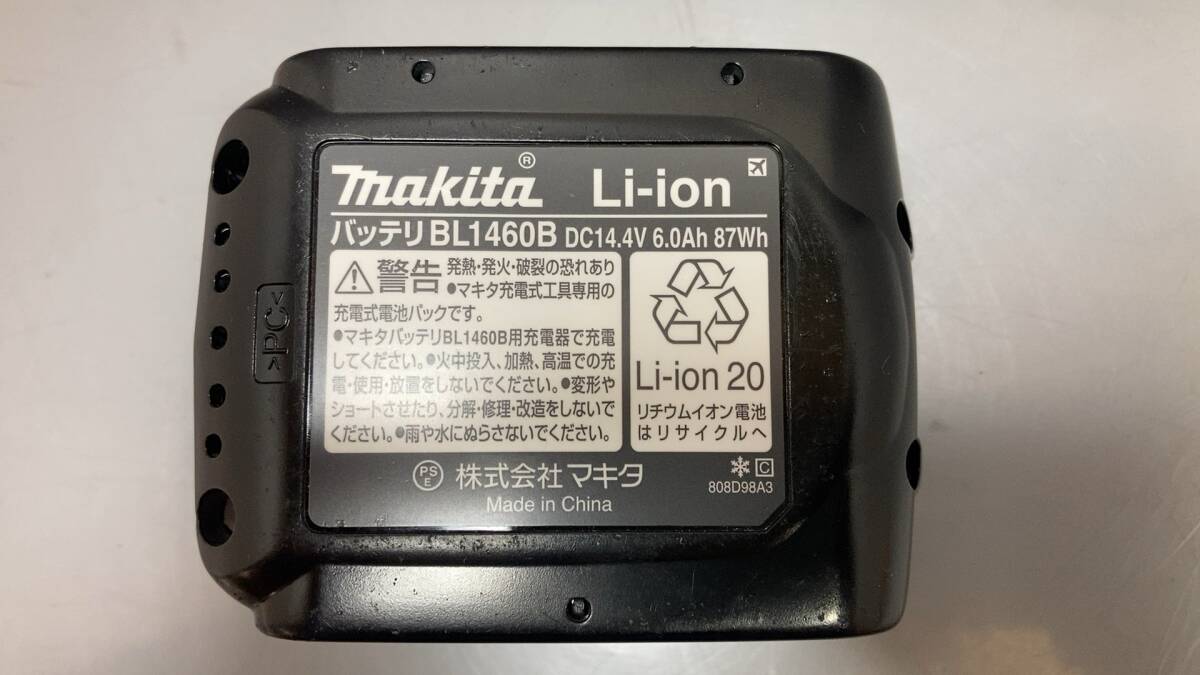 makita® Li-ion
バッテリ BL1460B DC14.4V 6.0Ah 87Wh
警告 発熱・発火・破裂の恐れあり
●マキタ充電式工具専用の
充電式電池パックです。
●マキタバッテリBL1460B用充電器で充電
してください。●火中投入、加熱、高温での充
電・使用・放置をしないでください。●変形や
ショートさせたり、分解・修理・改造をしないで
ください。●雨や水にぬらさないでください。
Li-ion 20
リチウムイオン電池
はリサイクルへ
PS
E
株式会社 マキタ
Made in China
C
808D98A3
>PC<